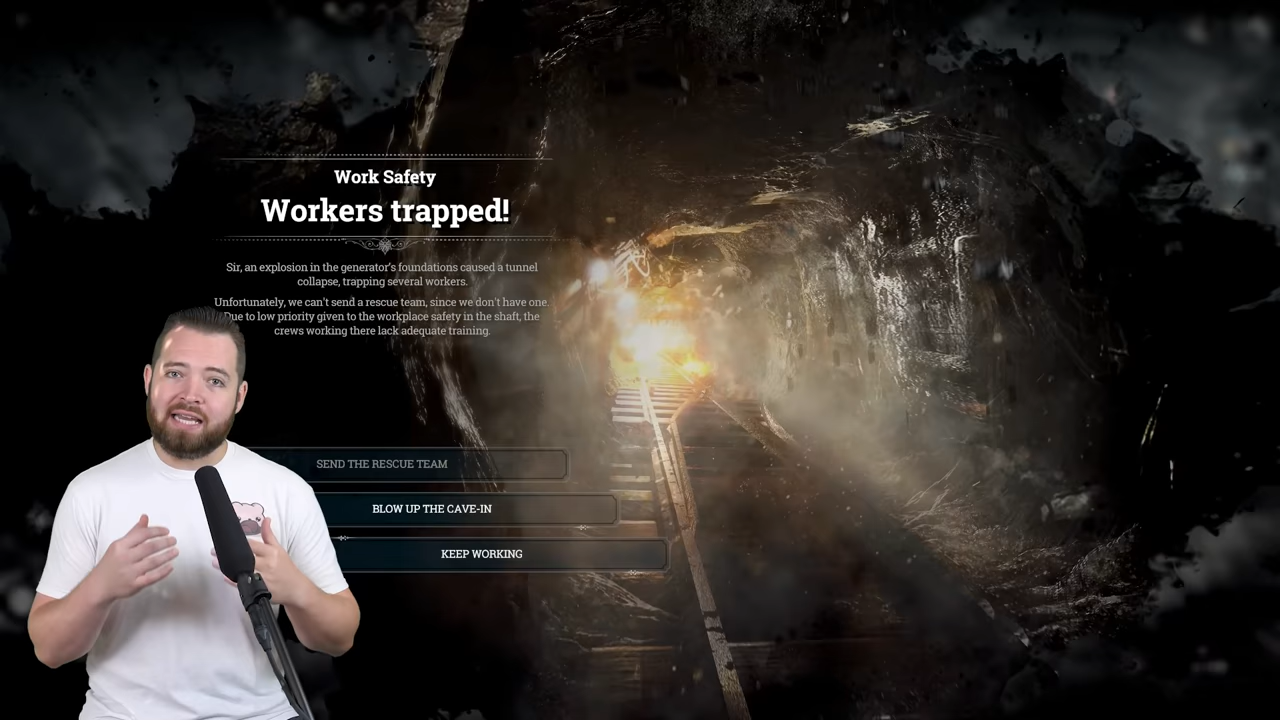 Work Safety
Workers trapped!
Sir, an explosion in the generator's foundations caused a tunnel
collapse, trapping several workers.
Unfortunately, we can't send a rescue team, since we don't have one.
Due to low priority given to the workplace safety in the shaft, the
crews working there lack adequate training.
SEND THE RESCUE TEAM
BLOW UP THE CAVE-IN
KEEP WORKING